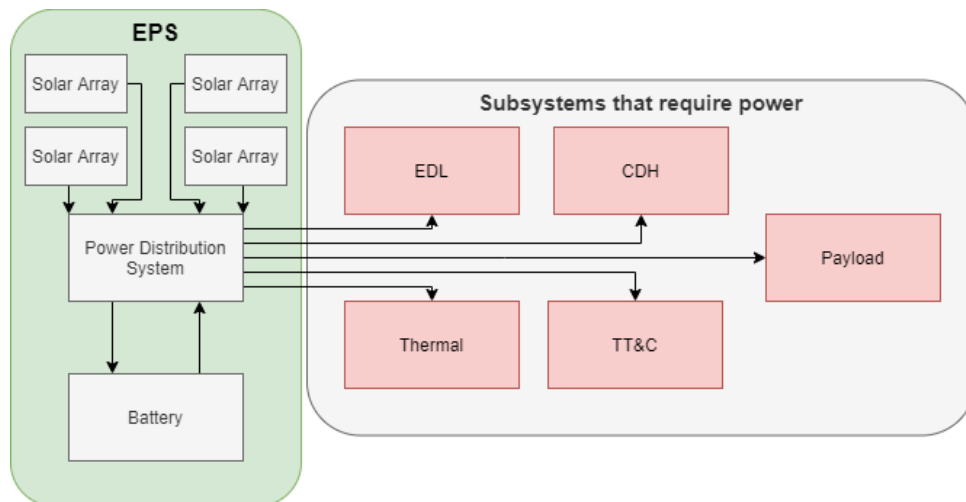 EPS
Solar Array
Solar Array
Solar Array
Solar Array
Power Distribution
System
Battery
Subsystems that require power
EDL
CDH
Payload
Thermal
TT&C